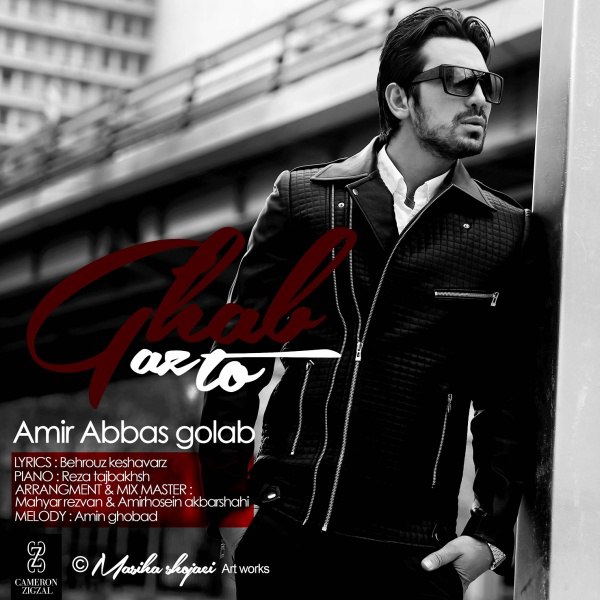 Ghab
az to
Amir Abbas golab
LYRICS : Behrouz keshavarz
PIANO : Reza tajbakhsh
ARRANGMENT & MIX MASTER :
Mahyar rezvan & Amirhosein akbarshahi
MELODY : Amin ghobad
CAMERON
ZIGZAL
© Masiha shojaei Art works